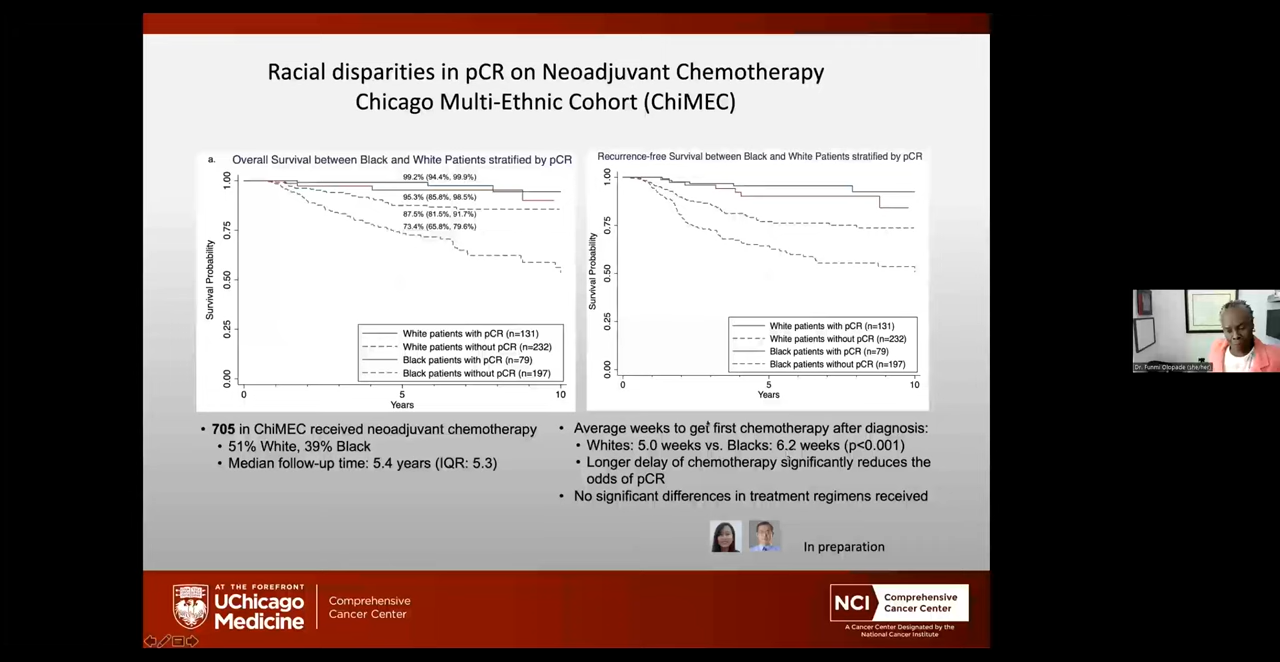 Racial disparities in pCR on Neoadjuvant Chemotherapy
Chicago Multi-Ethnic Cohort (ChiMEC)
a. Overall Survival between Black and White Patients stratified by pCR
99.2% (94.4%, 99.9%)
95.3% (85.8%, 98.5%)
87.5% (81.5%, 91.7%)
73.4% (65.8%, 79.6%)
Survival Probability
1.00
0.75
0.50
0.25
0.00
0
5
10
Years
White patients with pCR (n=131)
White patients without pCR (n=232)
Black patients with pCR (n=79)
Black patients without pCR (n=197)
Recurrence-free Survival between Black and White Patients stratified by pCR
Survival Probability
1.00
0.75
0.50
0.25
0.00
0
5
10
Years
White patients with pCR (n=131)
White patients without pCR (n=232)
Black patients with pCR (n=79)
Black patients without pCR (n=197)
• 705 in ChiMEC received neoadjuvant chemotherapy
• 51% White, 39% Black
• Median follow-up time: 5.4 years (IQR: 5.3)
• Average weeks to get first chemotherapy after diagnosis:
• Whites: 5.0 weeks vs. Blacks: 6.2 weeks (p<0.001)
• Longer delay of chemotherapy significantly reduces the
odds of pCR
• No significant differences in treatment regimens received
In preparation
AT THE FOREFRONT
UChicago
Medicine
Comprehensive
Cancer Center
NCI
Comprehensive
Cancer Center
A Cancer Center Designated by the
National Cancer Institute
Dr. Funmi Olopade (she/her)